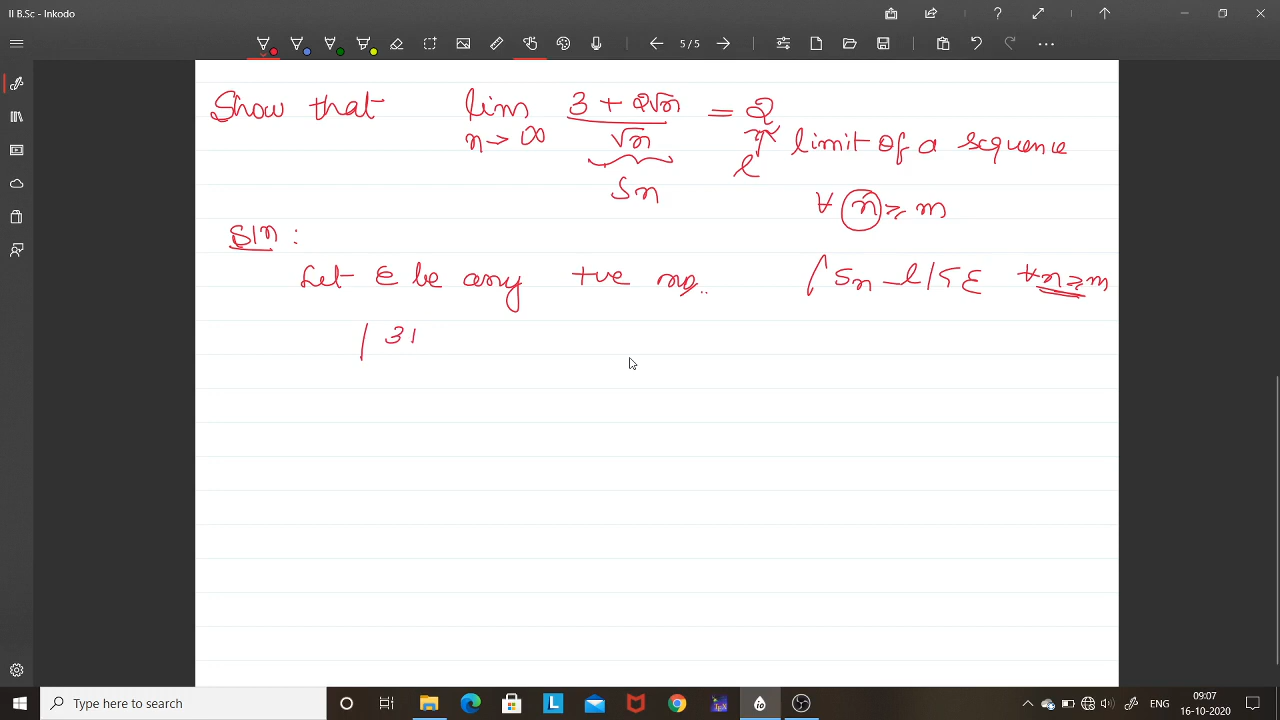 II B.Sc - Inkodo
5/5
Show that lim n→∞ (3 + 2√n)/√n = 2
Sn
l
limit of a sequence
∀ n ≥ m
Sln :
Let ε be any +ve no..
|Sn - l| < ε ∀ n ≥ m
| 3
Type here to search
ENG
09:07
16-10-2020